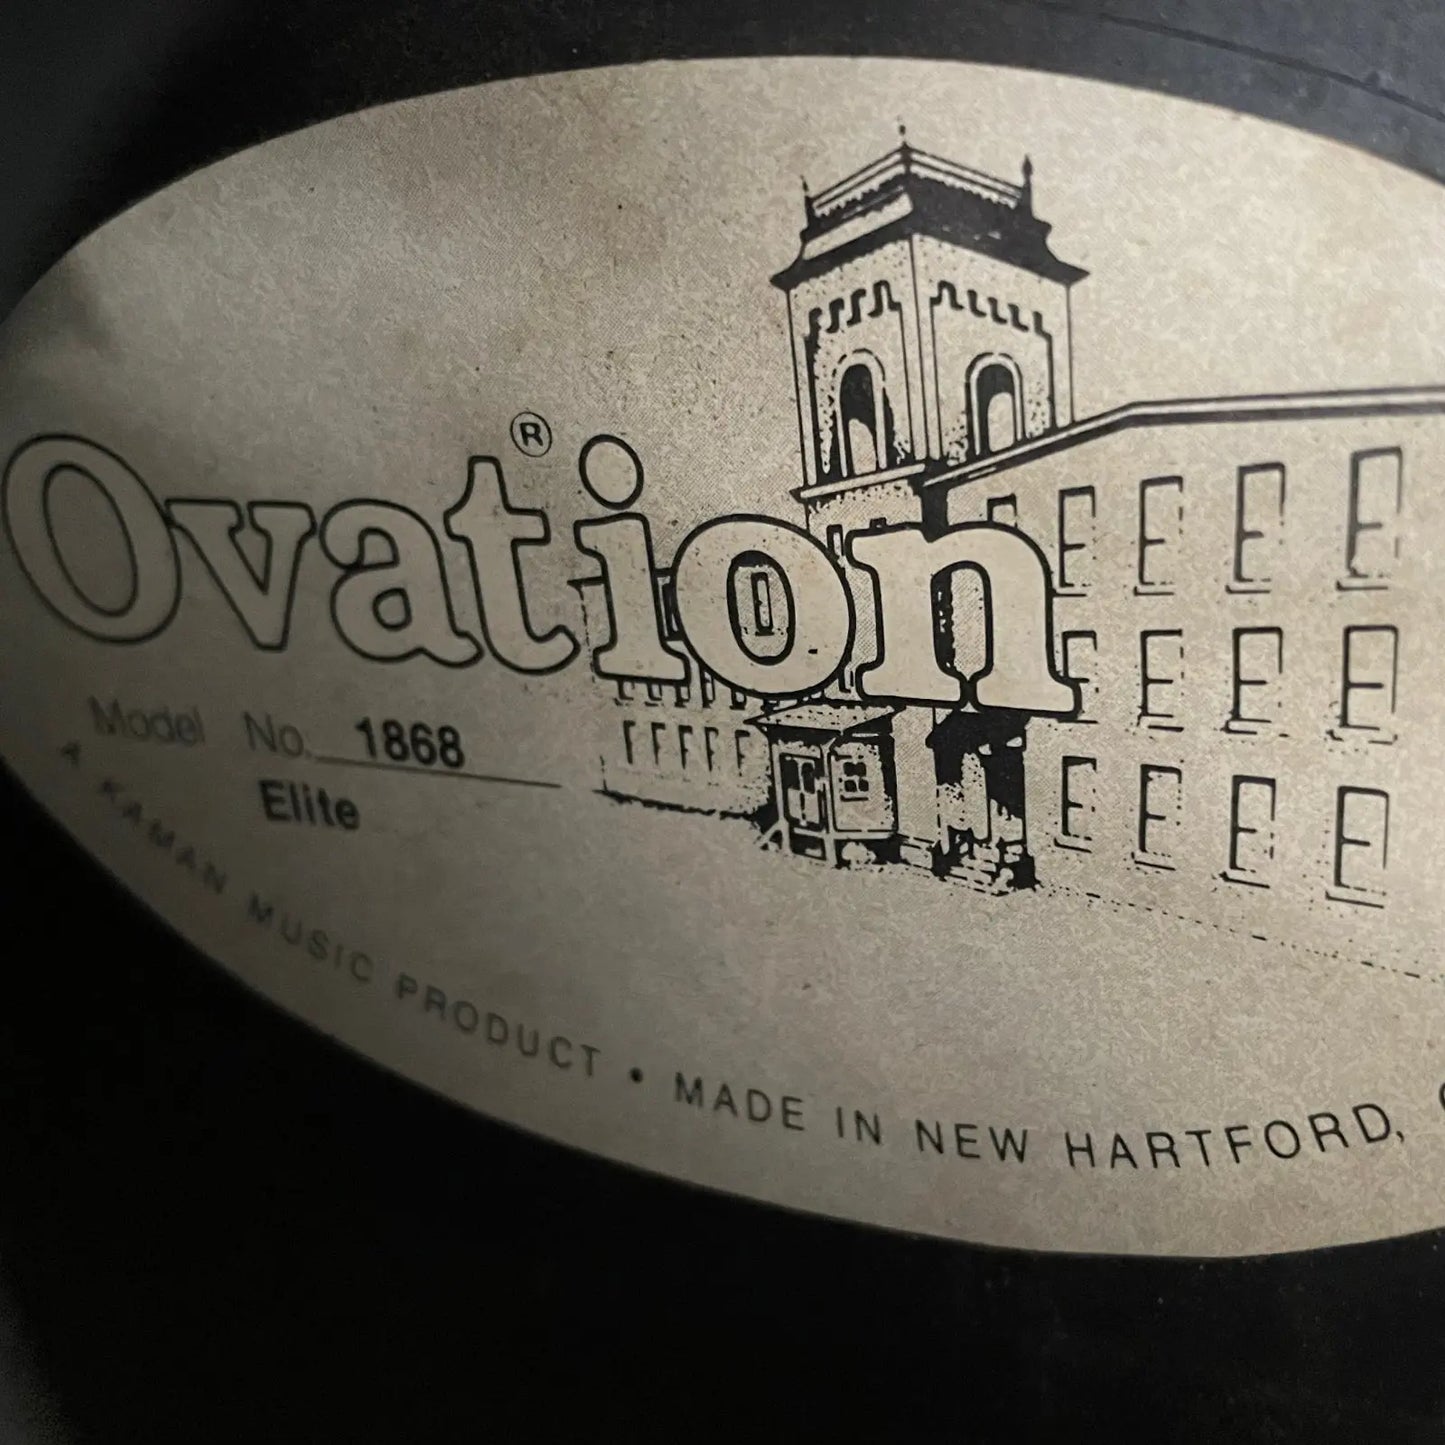 Ovation®
Model No. 1868
Elite
A KAMAN MUSIC PRODUCT • MADE IN NEW HARTFORD,